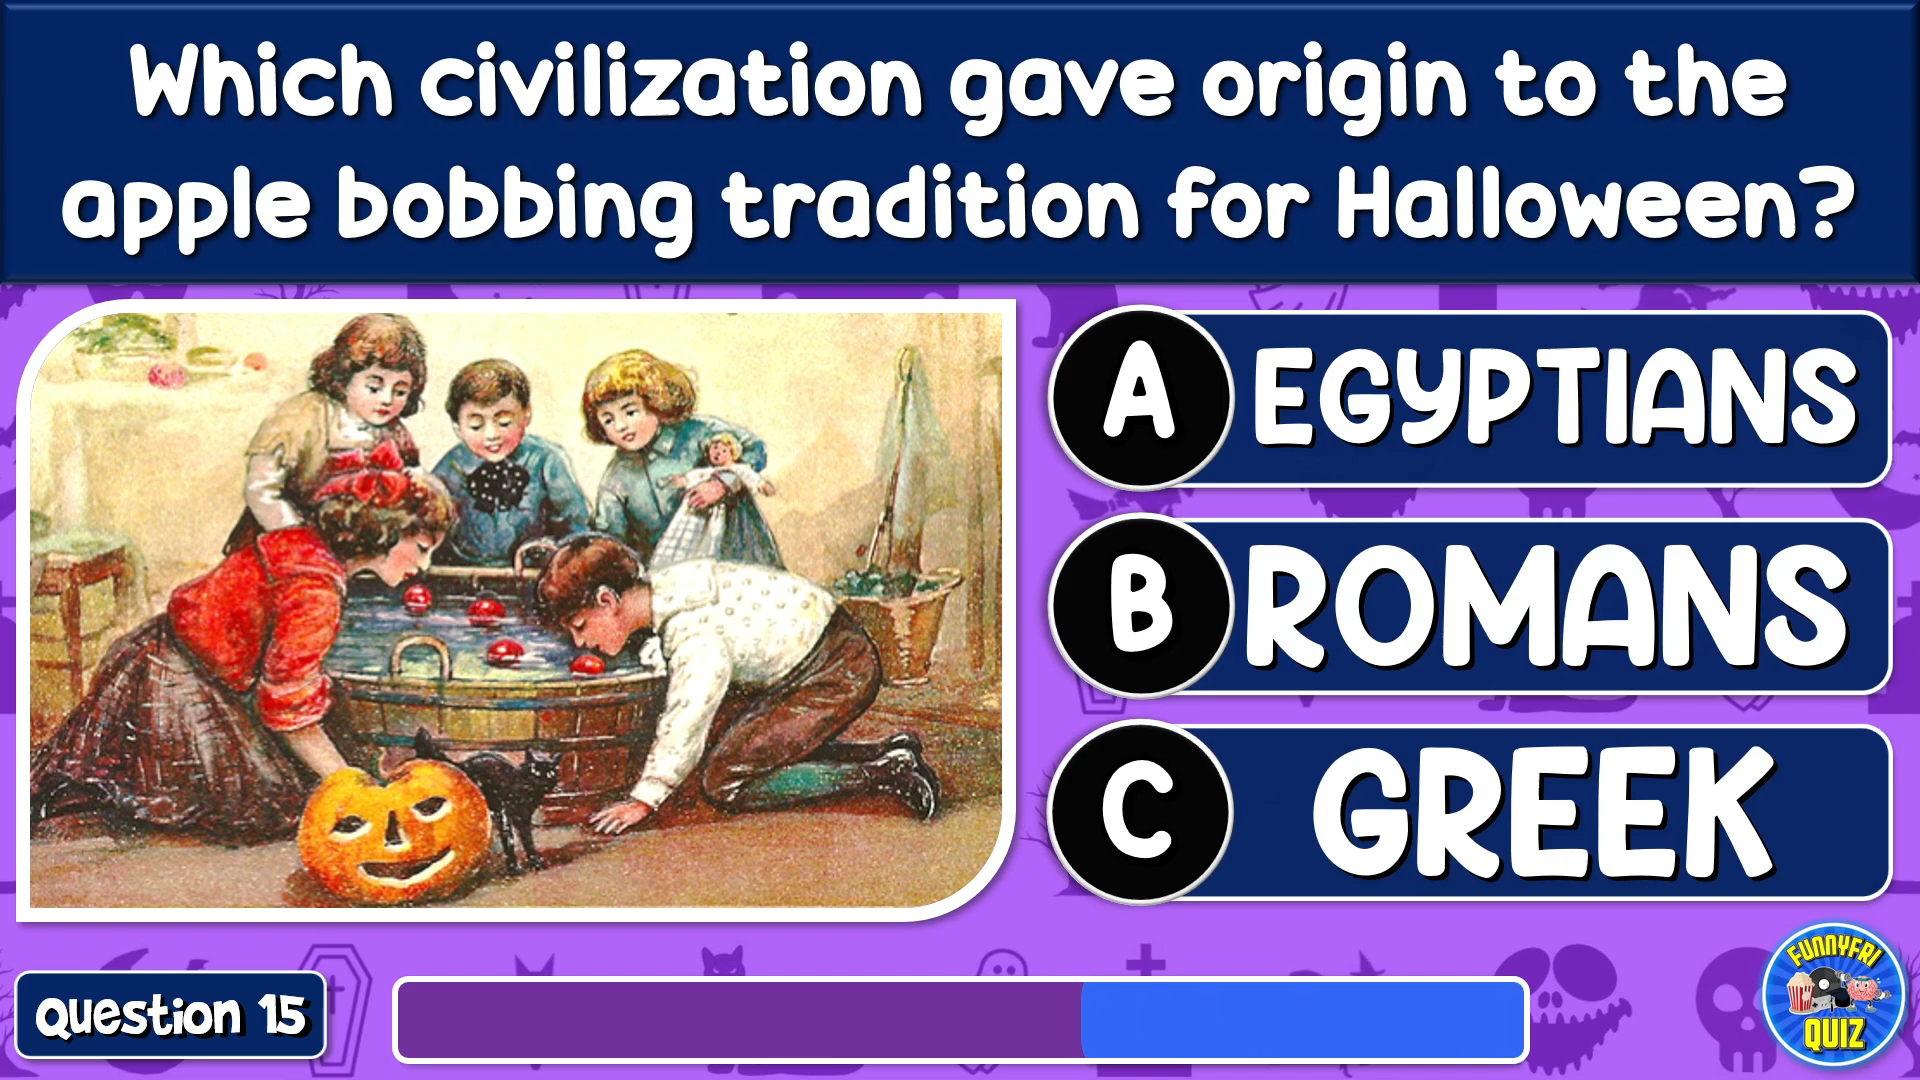 Which civilization gave origin to the
apple bobbing tradition for Halloween?
A EGYPTIANS
B ROMANS
C GREEK
Question 15
FUNNYFRI
QUIZ